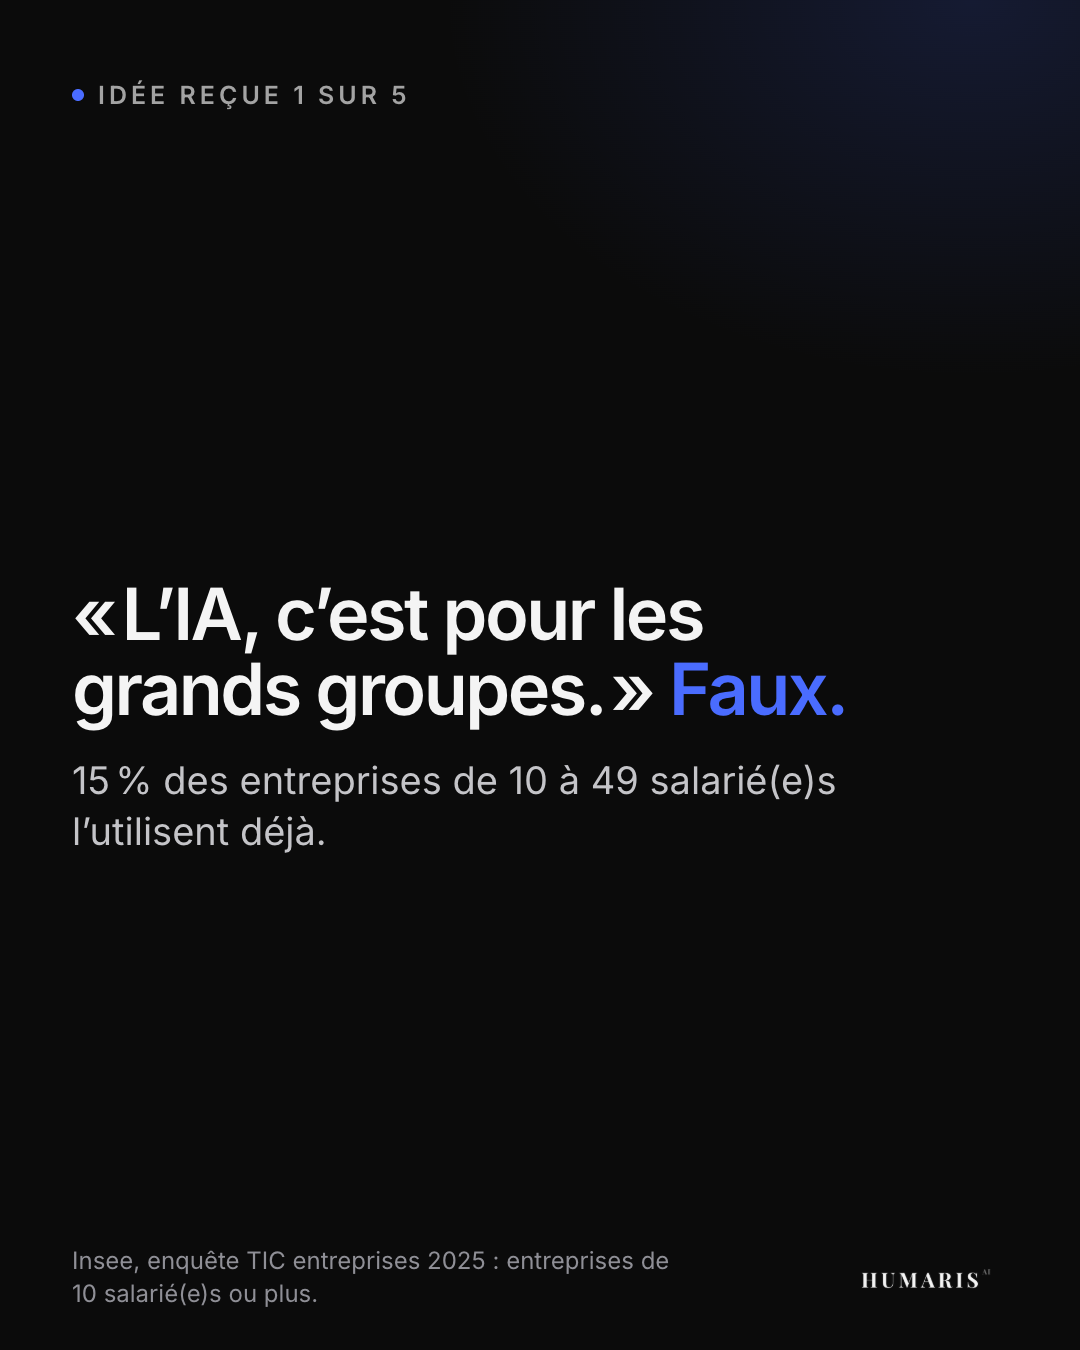 IDÉE REÇUE 1 SUR 5
« L’IA, c’est pour les
grands groupes. » Faux.
15 % des entreprises de 10 à 49 salarié(e)s
l’utilisent déjà.
Insee, enquête TIC entreprises 2025 : entreprises de
10 salarié(e)s ou plus.
HUMARIS AI